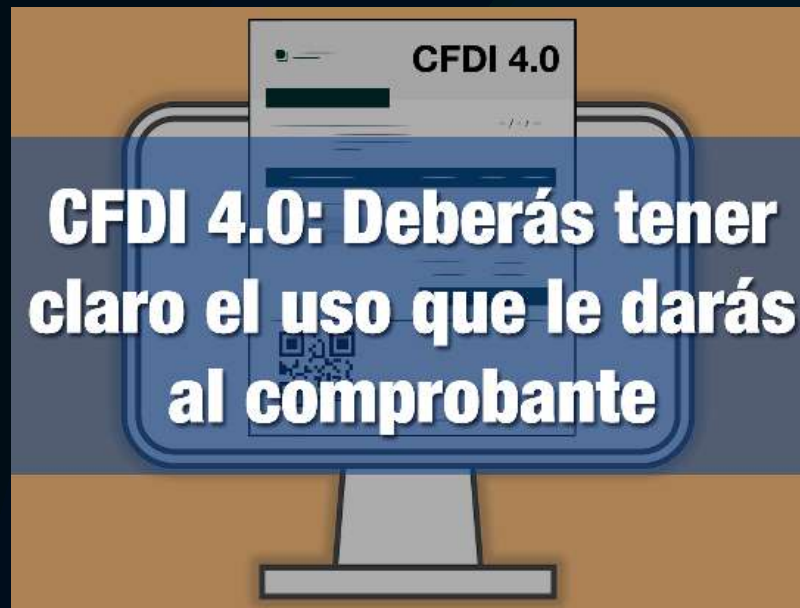 CFDI 4.0
- / - / -
CFDI 4.0: Deberás tener
claro el uso que le darás
al comprobante